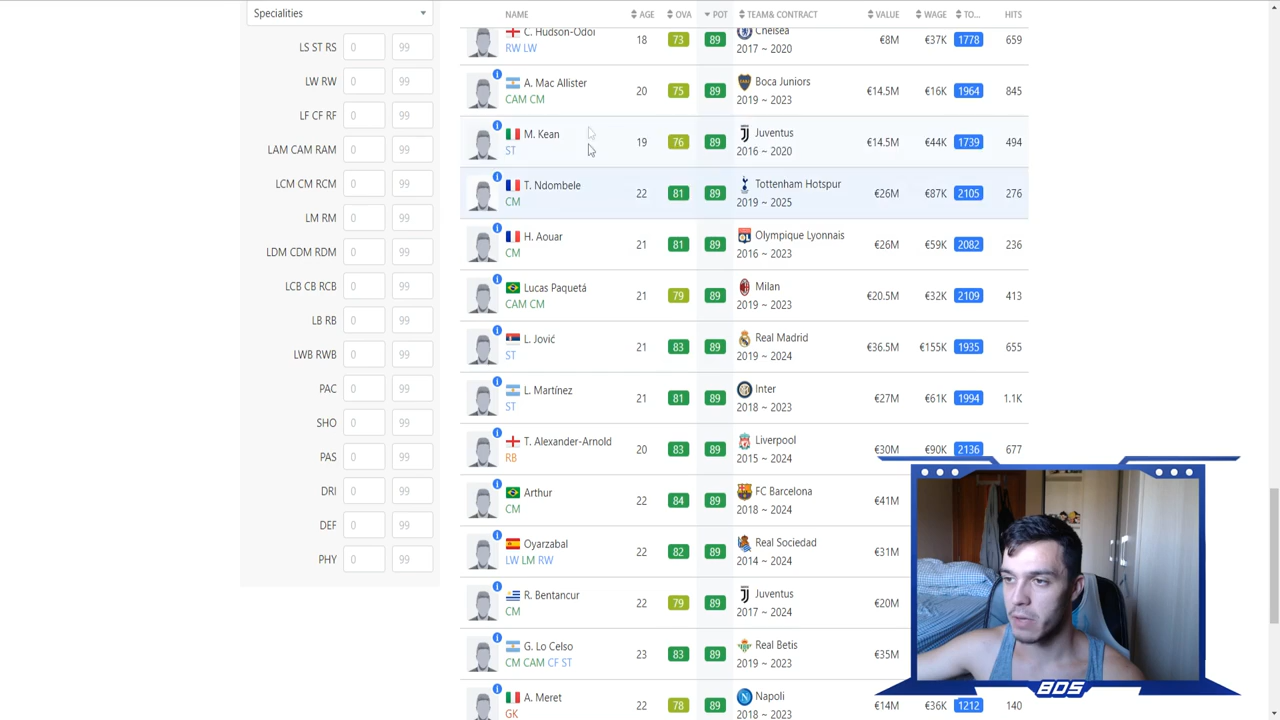 Specialities
NAME AGE OVA POT TEAM& CONTRACT VALUE WAGE TO... HITS
LS ST RS 0 99
LW RW 0 99
LF CF RF 0 99
LAM CAM RAM 0 99
LCM CM RCM 0 99
LM RM 0 99
LDM CDM RDM 0 99
LCB CB RCB 0 99
LB RB 0 99
LWB RWB 0 99
PAC 0 99
SHO 0 99
PAS 0 99
DRI 0 99
DEF 0 99
PHY 0 99
C. Hudson-Odoi 18 73 89 Chelsea €8M €37K 1778 659
RW LW 2017 ~ 2020
A. Mac Allister 20 75 89 Boca Juniors €14.5M €16K 1964 845
CAM CM 2019 ~ 2023
M. Kean 19 76 89 Juventus €14.5M €44K 1739 494
ST 2016 ~ 2020
T. Ndombele 22 81 89 Tottenham Hotspur €26M €87K 2105 276
CM 2019 ~ 2025
H. Aouar 21 81 89 Olympique Lyonnais €26M €59K 2082 236
CM 2016 ~ 2023
Lucas Paquetá 21 79 89 Milan €20.5M €32K 2109 413
CAM CM 2019 ~ 2023
L. Jović 21 83 89 Real Madrid €36.5M €155K 1935 655
ST 2019 ~ 2024
L. Martínez 21 81 89 Inter €27M €61K 1994 1.1K
ST 2018 ~ 2023
T. Alexander-Arnold 20 83 89 Liverpool €30M €90K 2136 677
RB 2015 ~ 2024
Arthur 22 84 89 FC Barcelona €41M
CM 2018 ~ 2024
Oyarzabal 22 82 89 Real Sociedad €31M
LW LM RW 2014 ~ 2024
R. Bentancur 22 79 89 Juventus €20M
CM 2017 ~ 2024
G. Lo Celso 23 83 89 Real Betis €35M
CM CAM CF ST 2019 ~ 2023
A. Meret 22 78 89 Napoli €14M €36K 1212 140
GK 2018 ~ 2023
BDS